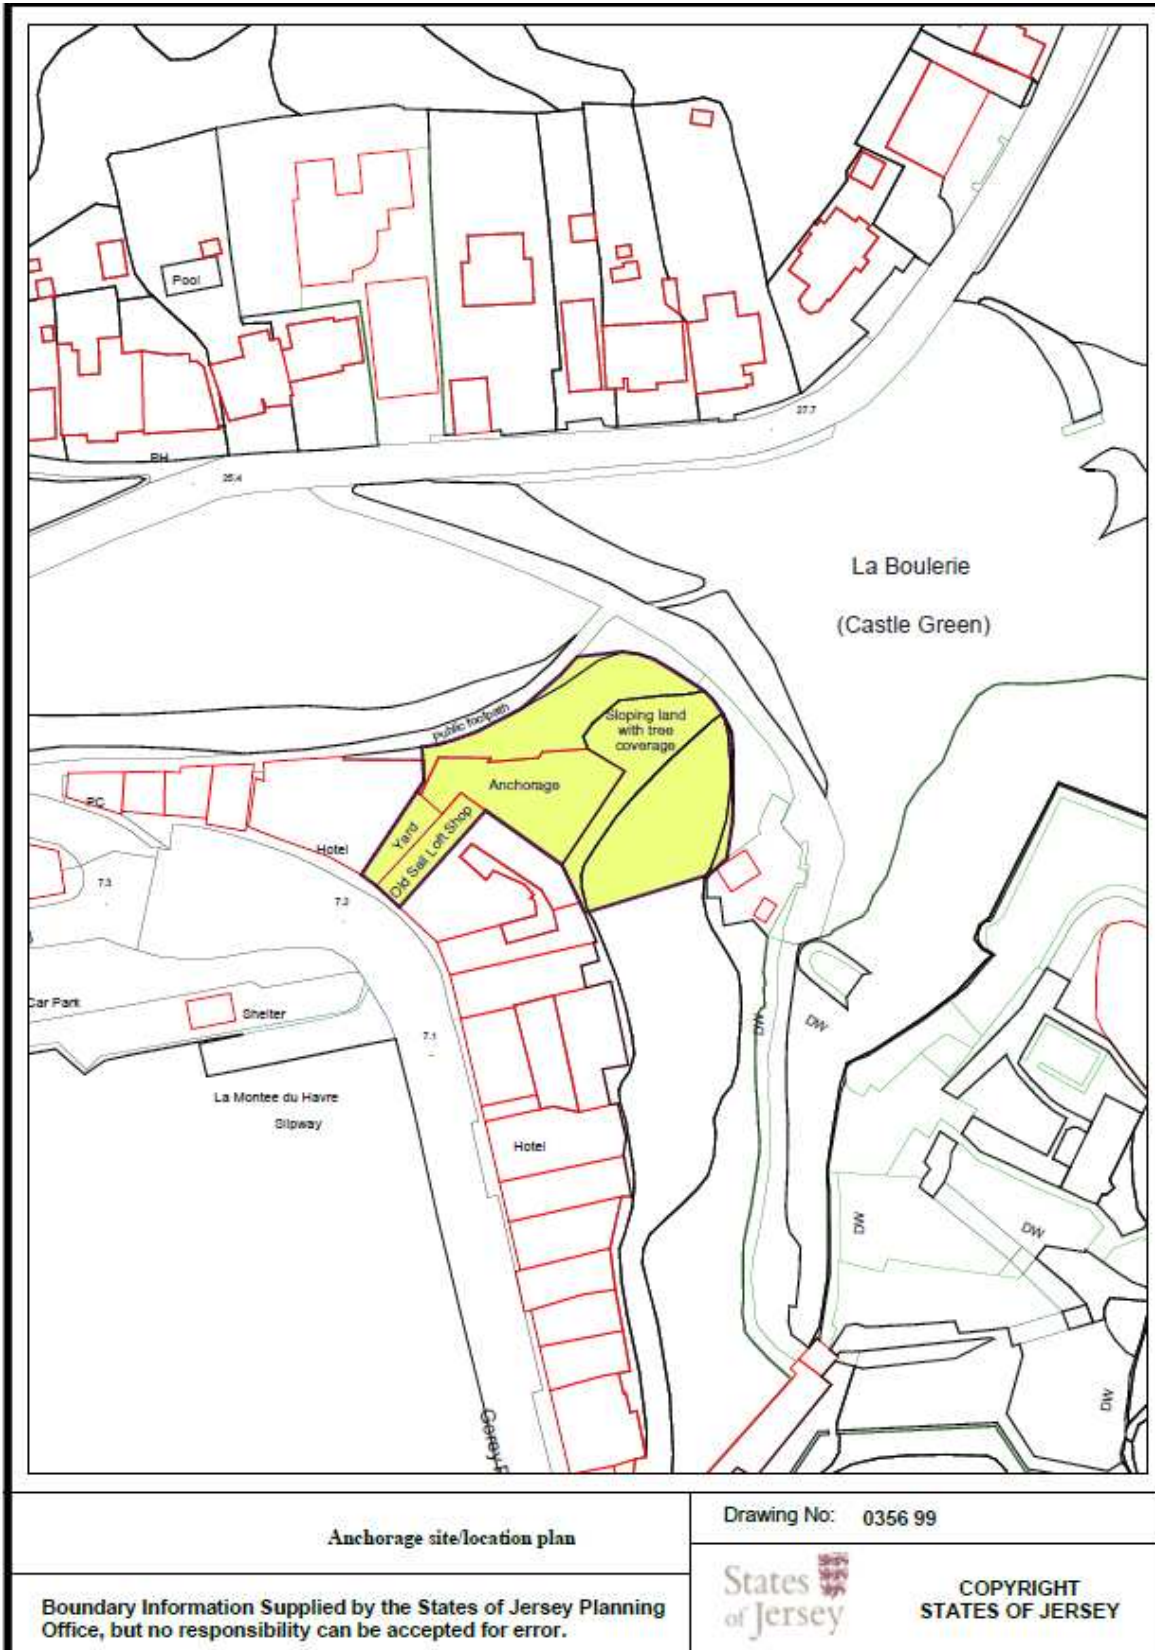 Pool
27.7
PH
25.4
La Boulerie
(Castle Green)
Public footpath
Sloping land
with tree
coverage
Anchorage
Yard
Old Sail Loft Shop
PC
Hotel
7.3
7.2
Car Park
Shelter
7.1
DW
DW
La Montee du Havre
Slipway
Hotel
DW
DW
DW
Gorey P
Anchorage site/location plan
Drawing No: 0356 99
Boundary Information Supplied by the States of Jersey Planning
Office, but no responsibility can be accepted for error.
States
of Jersey
COPYRIGHT
STATES OF JERSEY